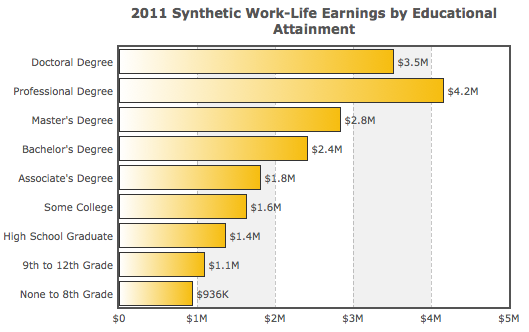 2011 Synthetic Work-Life Earnings by Educational
Attainment
Doctoral Degree $3.5M
Professional Degree $4.2M
Master's Degree $2.8M
Bachelor's Degree $2.4M
Associate's Degree $1.8M
Some College $1.6M
High School Graduate $1.4M
9th to 12th Grade $1.1M
None to 8th Grade $936K
$0 $1M $2M $3M $4M $5M